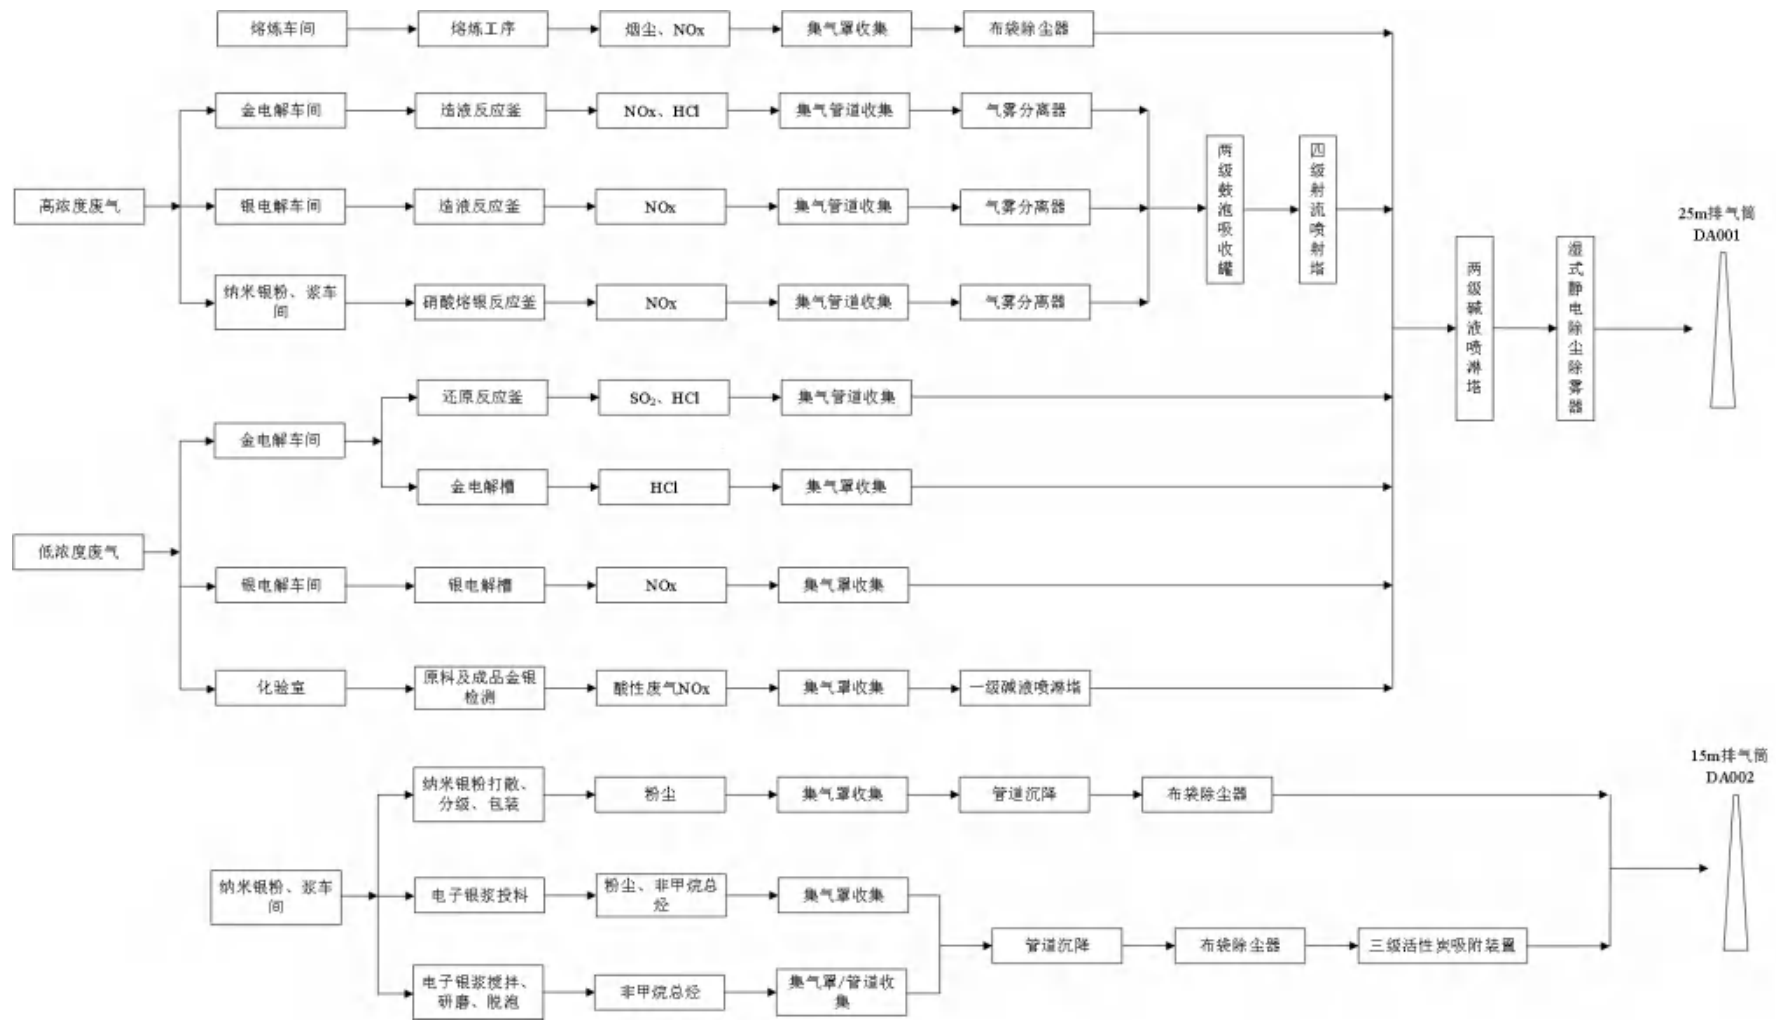 熔炼车间
熔炼工序
烟尘、NOx
集气罩收集
布袋除尘器
高浓度废气
金电解车间
造液反应釜
NOx、HCl
集气管道收集
气雾分离器
银电解车间
造液反应釜
NOx
集气管道收集
气雾分离器
纳米银粉、浆车
间
硝酸熔银反应釜
NOx
集气管道收集
气雾分离器
两级鼓泡吸收罐
四级射流喷射塔
低浓度废气
金电解车间
还原反应釜
SO₂、HCl
集气管道收集
金电解槽
HCl
集气罩收集
银电解车间
银电解槽
NOx
集气罩收集
化验室
原料及成品金银
检测
酸性废气NOx
集气罩收集
一级碱液喷淋塔
两级碱液喷淋塔
湿式静电除尘除雾器
25m排气筒
DA001
纳米银粉、浆车
间
纳米银粉打散、
分级、包装
粉尘
集气罩收集
管道沉降
布袋除尘器
电子银浆投料
粉尘、非甲烷总
烃
集气罩收集
电子银浆搅拌、
研磨、脱泡
非甲烷总烃
集气罩/管道收
集
管道沉降
布袋除尘器
三级活性炭吸附装置
15m排气筒
DA002